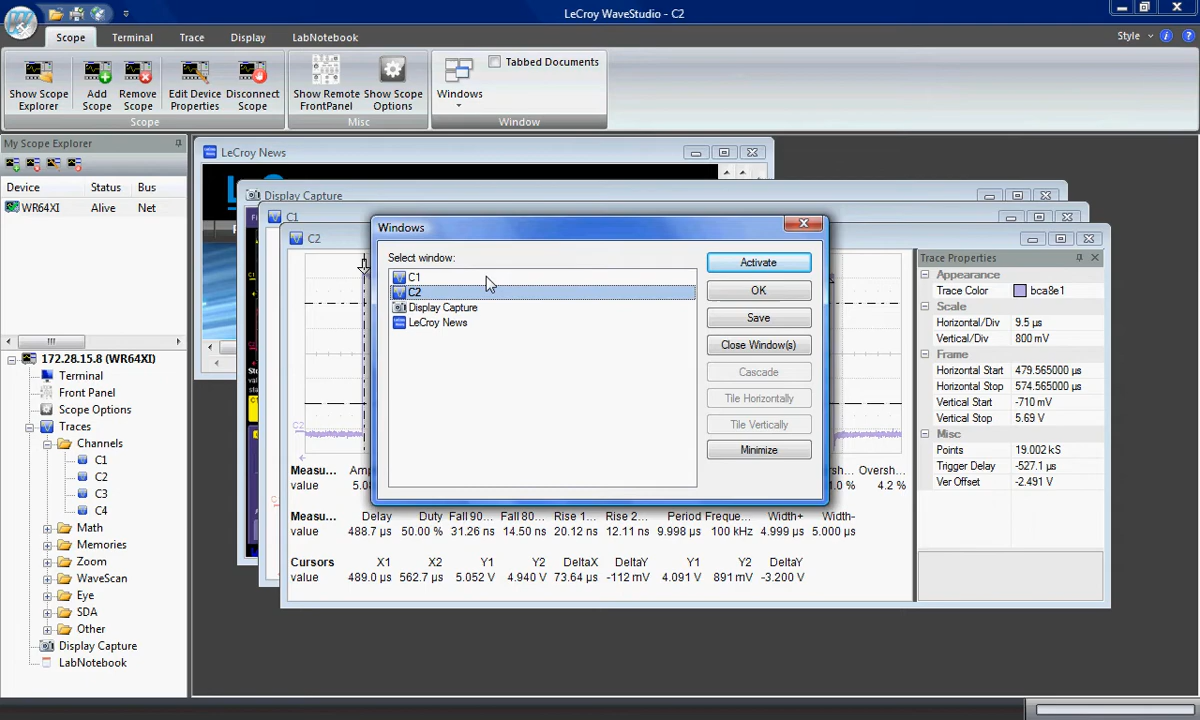 LeCroy WaveStudio - C2
Scope Terminal Trace Display LabNotebook Style
Show Scope Explorer
Add Scope
Remove Scope
Edit Device Properties
Disconnect Scope
Scope
Show Remote FrontPanel
Show Scope Options
Misc
Windows
Tabbed Documents
Window
My Scope Explorer
Device Status Bus
WR64XI Alive Net
172.28.15.8 (WR64XI)
Terminal
Front Panel
Scope Options
Traces
Channels
C1
C2
C3
C4
Math
Memories
Zoom
WaveScan
Eye
SDA
Other
Display Capture
LabNotebook
LeCroy News
Display Capture
C1
C2
Windows
Select window:
C1
C2
Display Capture
LeCroy News
Activate
OK
Save
Close Window(s)
Cascade
Tile Horizontally
Tile Vertically
Minimize
C2
Measu...
value
Oversh...
4.2 %
Measu... Delay Duty Fall 90... Fall 80... Rise 1... Rise 2... Period Freque... Width+ Width-
value 488.7 µs 50.00 % 31.26 ns 14.50 ns 20.12 ns 12.11 ns 9.998 µs 100 kHz 4.999 µs 5.000 µs
Cursors X1 X2 Y1 Y2 DeltaX DeltaY Y1 Y2 DeltaY
value 489.0 µs 562.7 µs 5.052 V 4.940 V 73.64 µs -112 mV 4.091 V 891 mV -3.200 V
Trace Properties
Appearance
Trace Color bca8e1
Scale
Horizontal/Div 9.5 µs
Vertical/Div 800 mV
Frame
Horizontal Start 479.565000 µs
Horizontal Stop 574.565000 µs
Vertical Start -710 mV
Vertical Stop 5.69 V
Misc
Points 19.002 kS
Trigger Delay -527.1 µs
Ver Offset -2.491 V